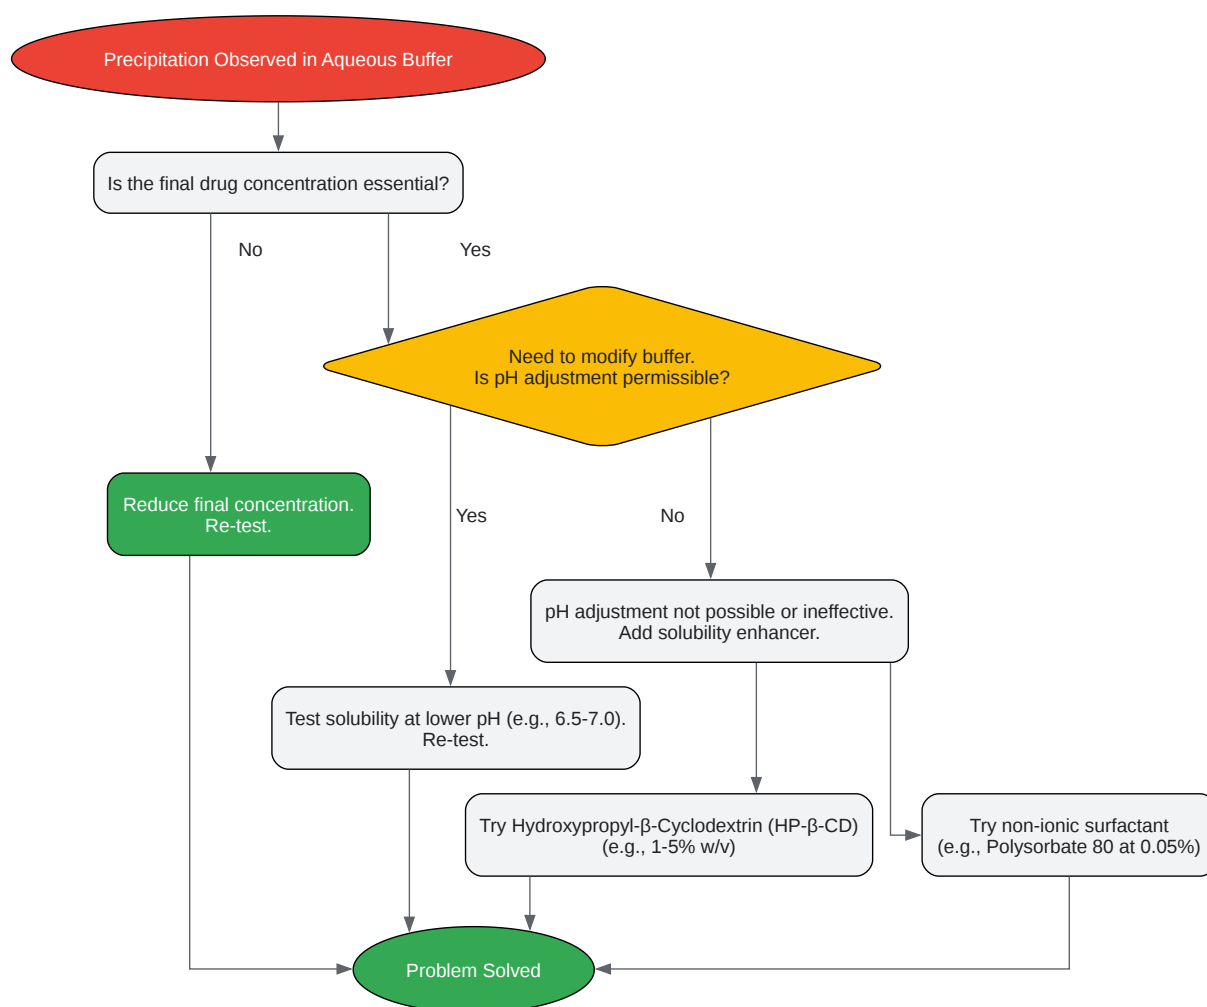 Precipitation Observed in Aqueous Buffer
Is the final drug concentration essential?
No
Yes
Need to modify buffer.
Is pH adjustment permissible?
Reduce final concentration.
Re-test.
Yes
No
pH adjustment not possible or ineffective.
Add solubility enhancer.
Test solubility at lower pH (e.g., 6.5-7.0).
Re-test.
Try Hydroxypropyl-β-Cyclodextrin (HP-β-CD)
(e.g., 1-5% w/v)
Try non-ionic surfactant
(e.g., Polysorbate 80 at 0.05%)
Problem Solved